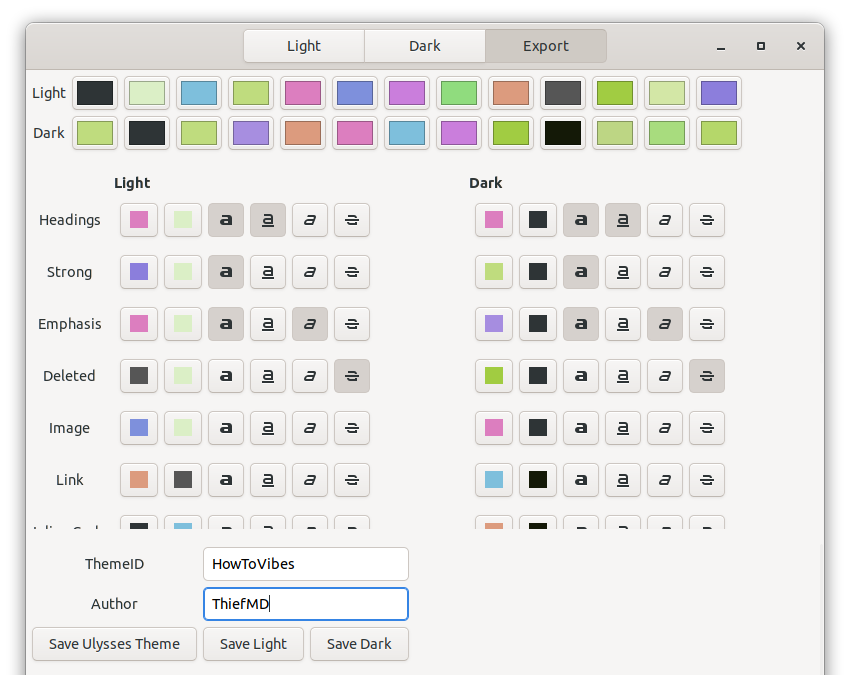 Light Dark Export
Light
Dark
Light Dark
Headings a a a a a a a a
Strong a a a a a a a a
Emphasis a a a a a a a a
Deleted a a a a a a a a
Image a a a a a a a a
Link a a a a a a a a
ThemeID HowToVibes
Author ThiefMD
Save Ulysses Theme Save Light Save Dark